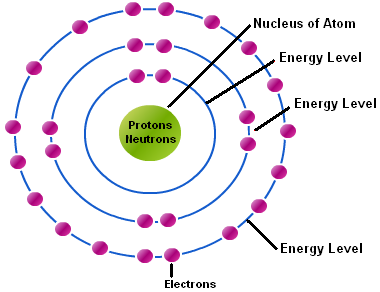 Nucleus of Atom
Energy Level
Energy Level
Protons
Neutrons
Energy Level
Electrons